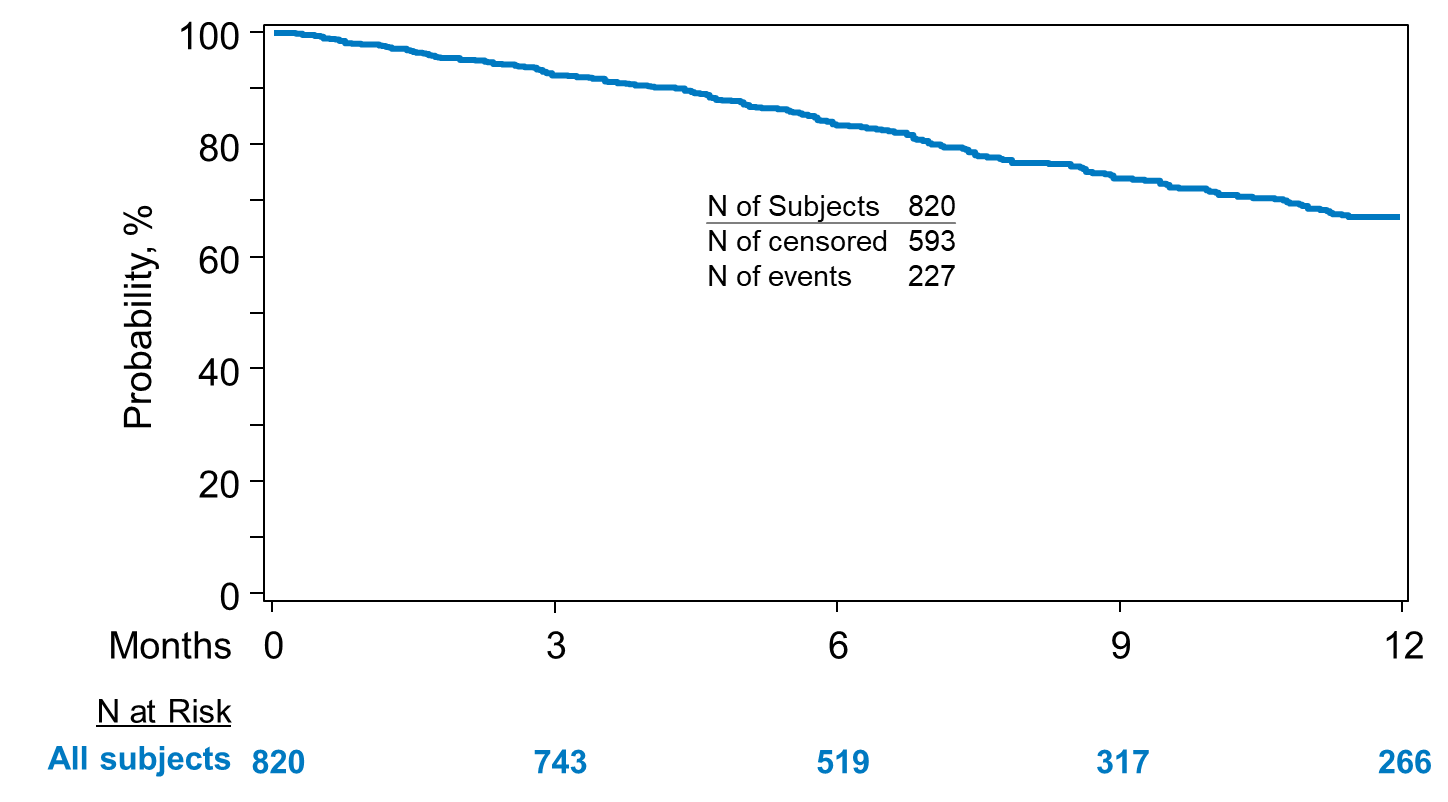 100
80
60
40
20
0
Probability, %
N of Subjects 820
N of censored 593
N of events 227
Months 0 3 6 9 12
N at Risk
All subjects 820 743 519 317 266